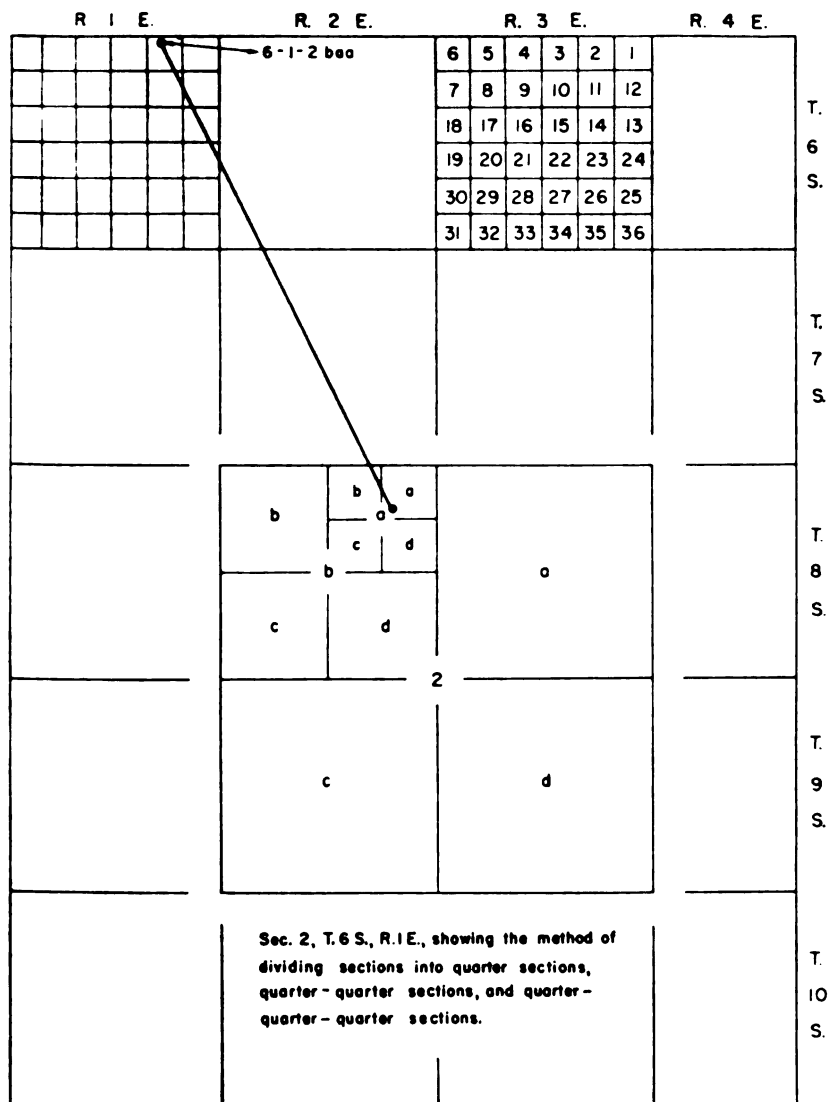 R 1 E. R. 2 E. R. 3 E. R. 4 E.
6-1-2 baa
6 5 4 3 2 1
7 8 9 10 11 12
18 17 16 15 14 13
19 20 21 22 23 24
30 29 28 27 26 25
31 32 33 34 35 36
T.
6
S.
T.
7
S.
b a
b a
c d
b a
c d
2
c d
T.
8
S.
T.
9
S.
Sec. 2, T.6 S., R.1 E., showing the method of
dividing sections into quarter sections,
quarter-quarter sections, and quarter-
quarter-quarter sections.
T.
10
S.